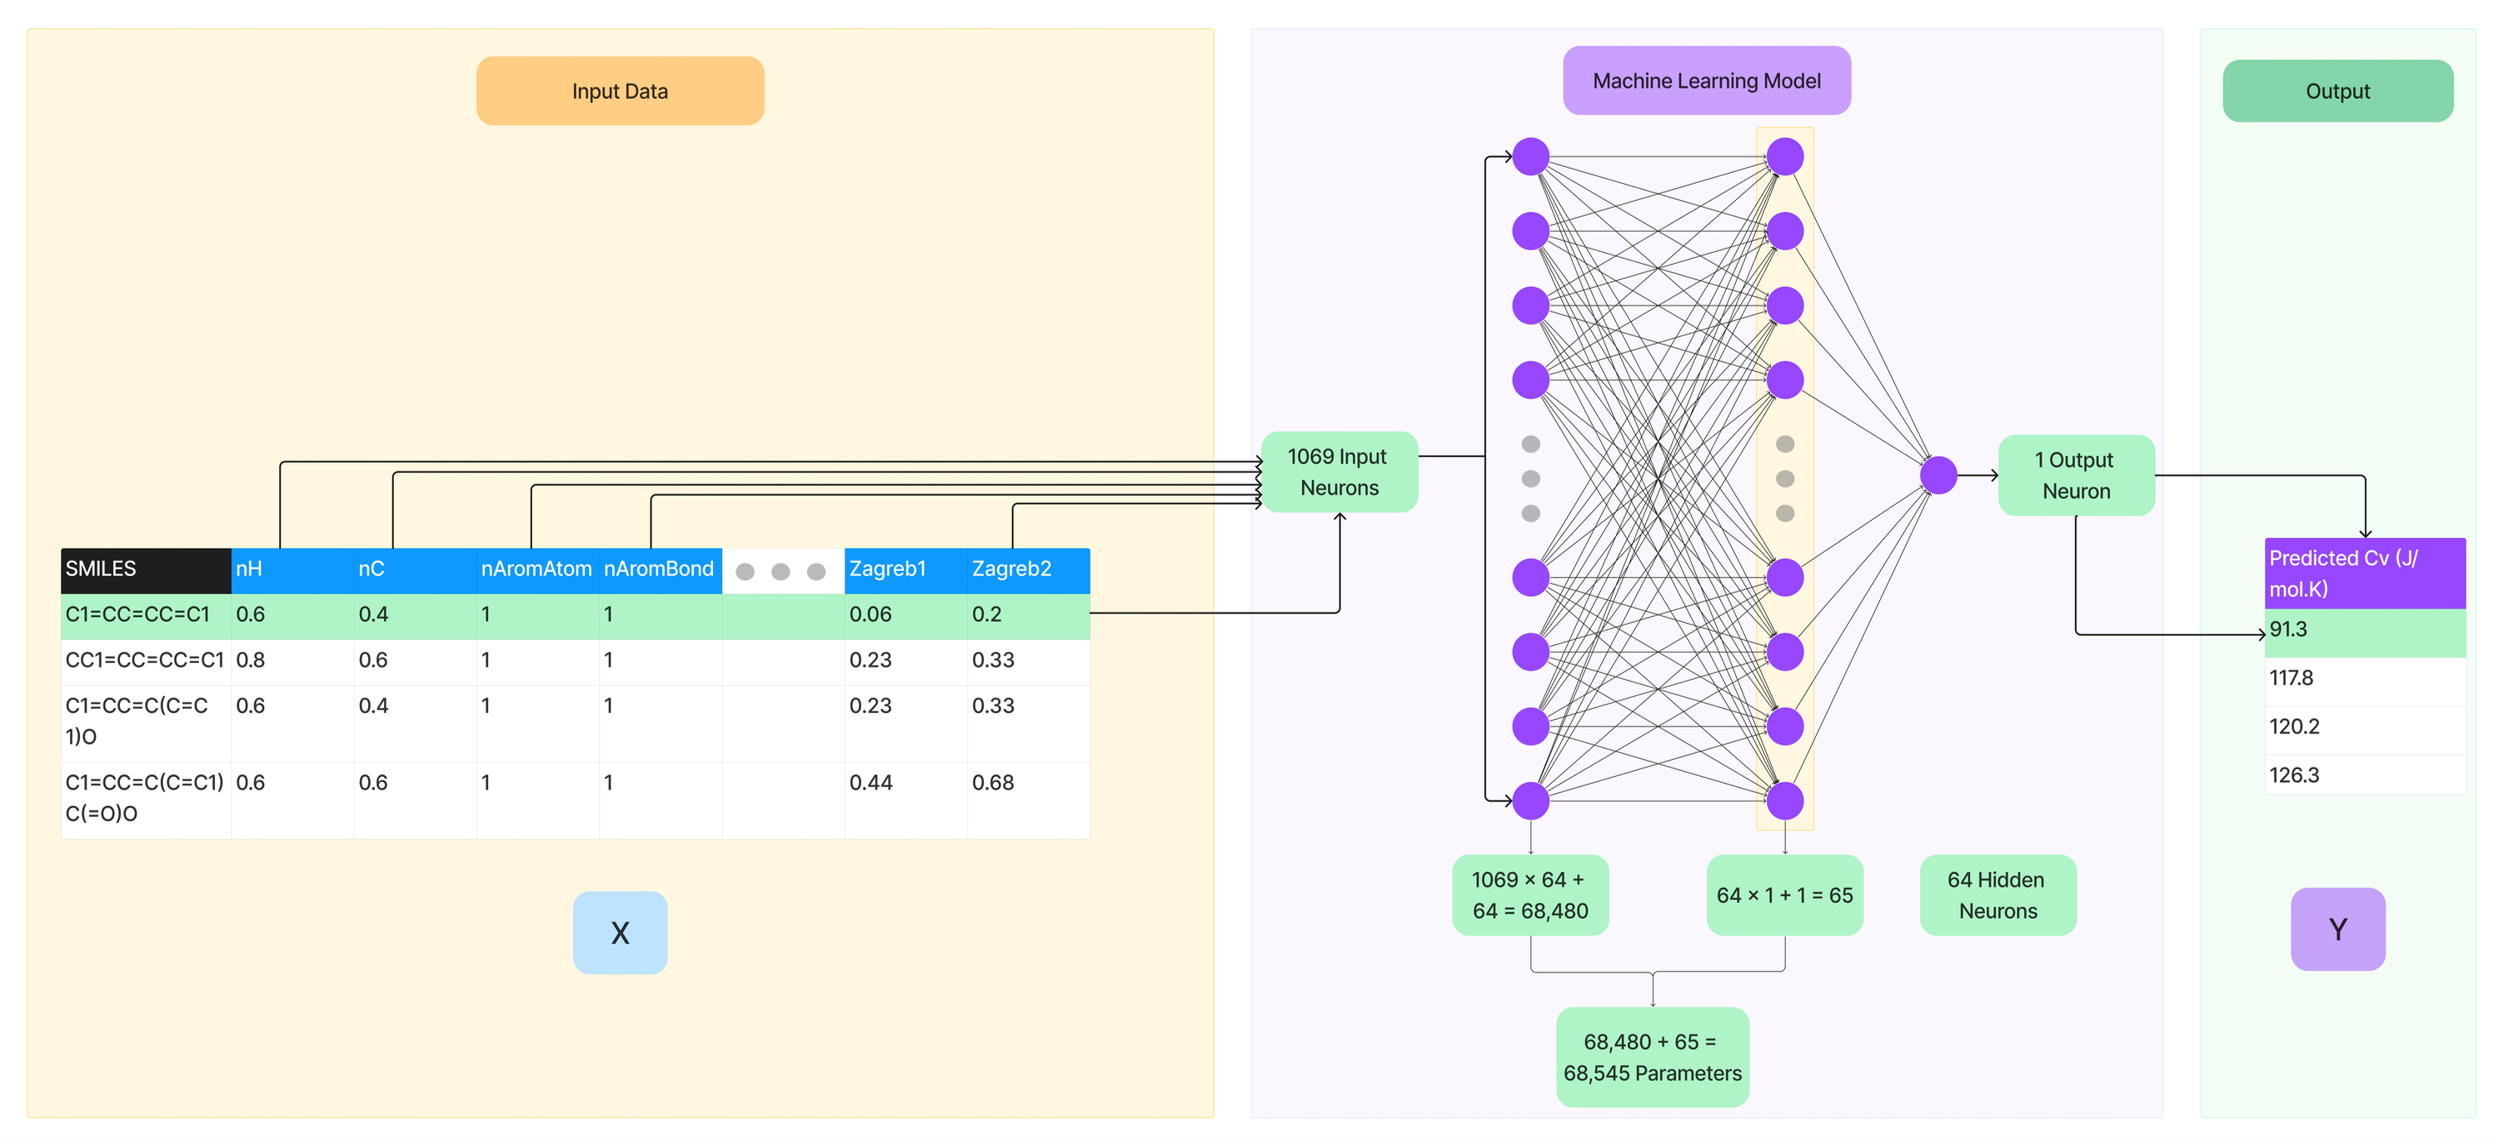 Input Data
Machine Learning Model
Output
1069 Input
Neurons
1 Output
Neuron
SMILES nH nC nAromAtom nAromBond Zagreb1 Zagreb2
C1=CC=CC=C1 0.6 0.4 1 1 0.06 0.2
CC1=CC=CC=C1 0.8 0.6 1 1 0.23 0.33
C1=CC=C(C=C 0.6 0.4 1 1 0.23 0.33
1)O
C1=CC=C(C=C1) 0.6 0.6 1 1 0.44 0.68
C(=O)O
Predicted Cv (J/
mol.K)
91.3
117.8
120.2
126.3
1069 × 64 +
64 = 68,480
64 × 1 + 1 = 65
64 Hidden
Neurons
X
Y
68,480 + 65 =
68,545 Parameters